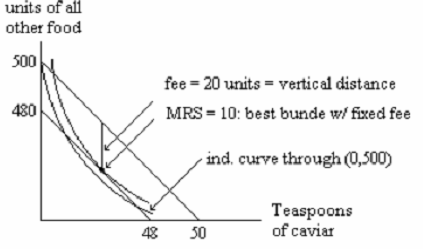 units of all
other food
500
fee = 20 units = vertical distance
480
MRS = 10: best bunde w/ fixed fee
ind. curve through (0,500)
Teaspoons
48 50 of caviar